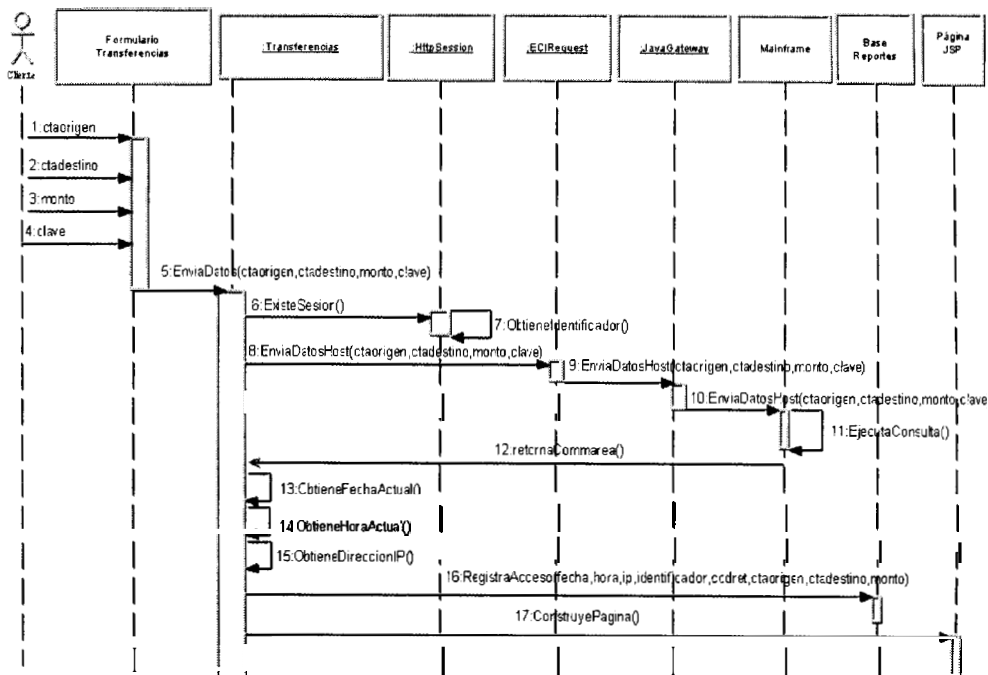 Cliente
Formulario
Transferencias
:Transferencias
:HttpSession
:ECIRequest
:JavaGateway
Mainframe
Base
Reportes
Página
JSP
1:ctaorigen
2:ctadestino
3:monto
4:clave
5:EnviaDatos(ctaorigen,ctadestino,monto,clave)
6:ExisteSesion()
7:ObtieneIdentificador()
8:EnviaDatosHost(ctaorigen,ctadestino,monto,clave)
9:EnviaDatosHost(ctaorigen,ctadestino,monto,clave)
10:EnviaDatosHost(ctaorigen,ctadestino,monto,clave
11:EjecutaConsulta()
12:retornaCommarea()
13:ObtieneFechaActual()
14:ObtieneHoraActual()
15:ObtieneDireccionIP()
16:RegistraAcceso(fecha,hora,ip,identificador,codret,ctaorigen,ctadestino,monto)
17:ConstruyePagina()